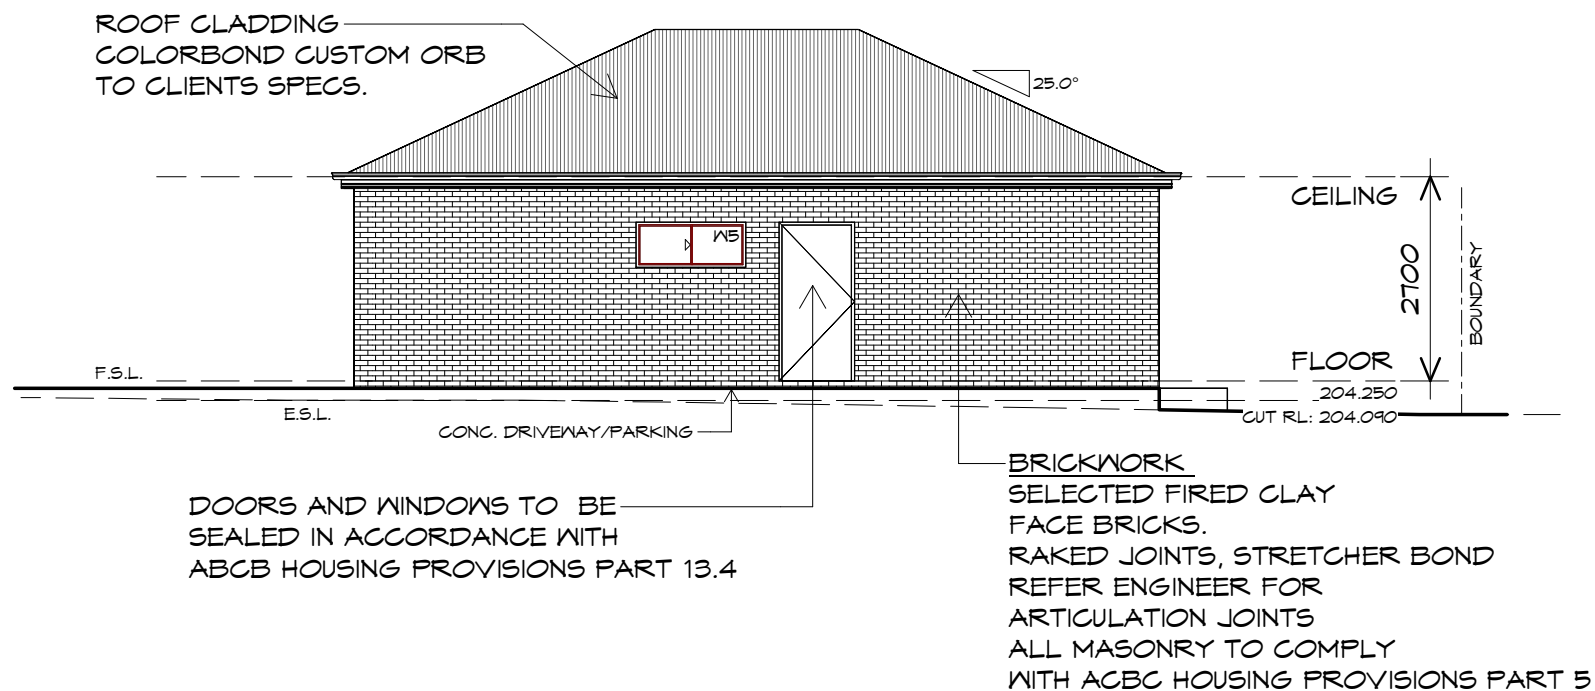 ROOF CLADDING
COLORBOND CUSTOM ORB
TO CLIENTS SPECS.
25.0°
CEILING
W5
2700
BOUNDARY
FLOOR
F.S.L.
204.250
E.S.L.
CUT RL: 204.090
CONC. DRIVEWAY/PARKING
BRICKWORK
SELECTED FIRED CLAY
FACE BRICKS.
RAKED JOINTS, STRETCHER BOND
REFER ENGINEER FOR
ARTICULATION JOINTS
ALL MASONRY TO COMPLY
WITH ACBC HOUSING PROVISIONS PART 5
DOORS AND WINDOWS TO BE
SEALED IN ACCORDANCE WITH
ABCB HOUSING PROVISIONS PART 13.4